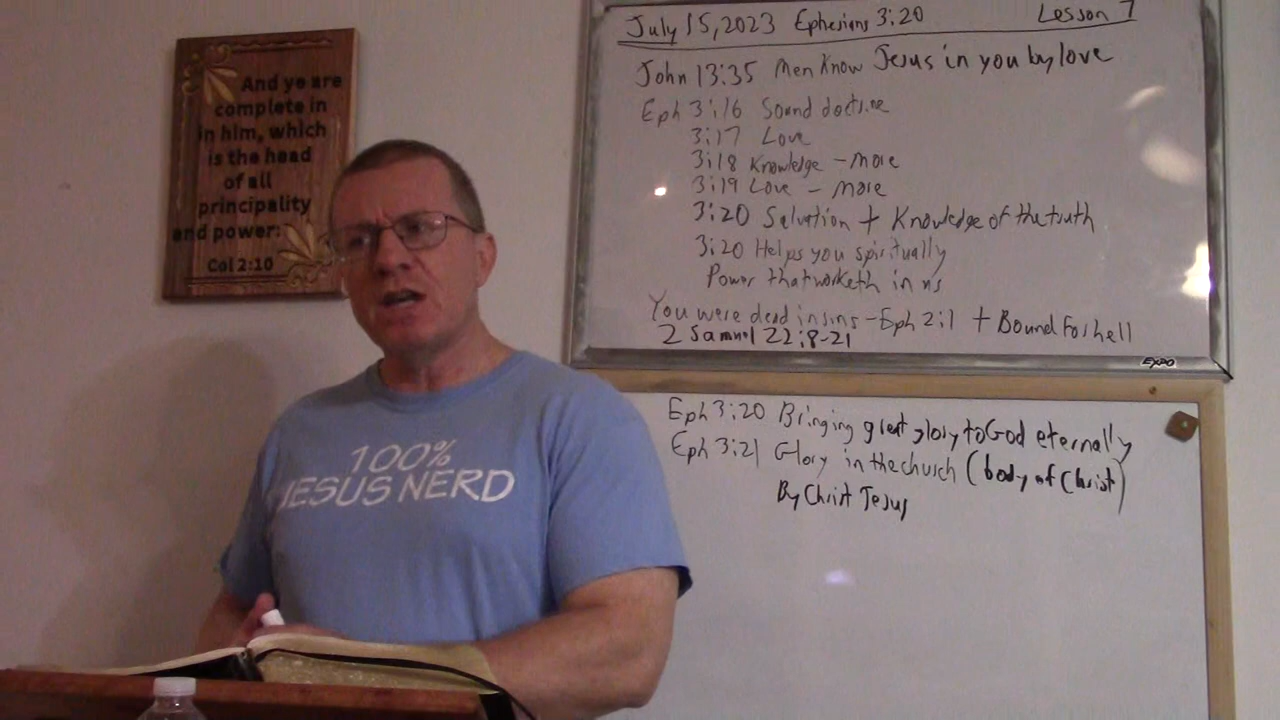 And ye are
complete in
in him, which
is the head
of all
principality
and power:
Col 2:10
100%
JESUS NERD
July 15, 2023 Ephesians 3:20 Lesson 7
John 13:35 Men Know Jesus in you by love
Eph 3:16 Sound doctrine
3:17 Love
3:18 Knowledge - more
3:19 Love - more
3:20 Salvation + Knowledge of the truth
3:20 Helps you spiritually
Power that worketh in us
You were dead in sins - Eph 2:1 + Bound For hell
2 Samuel 22:8-21
EXPO
Eph 3:20 Bringing great glory to God eternally
Eph 3:21 Glory in the church (body of Christ)
By Christ Jesus